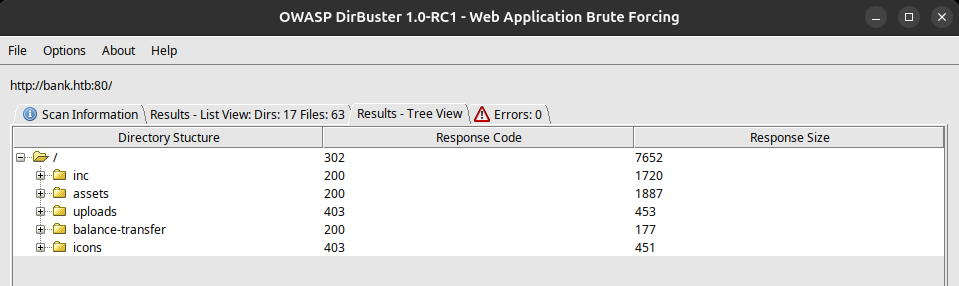 OWASP DirBuster 1.0-RC1 - Web Application Brute Forcing
File Options About Help
http://bank.htb:80/
Scan Information Results - List View: Dirs: 17 Files: 63 Results - Tree View Errors: 0
Directory Stucture Response Code Response Size
/ 302 7652
inc 200 1720
assets 200 1887
uploads 403 453
balance-transfer 200 177
icons 403 451